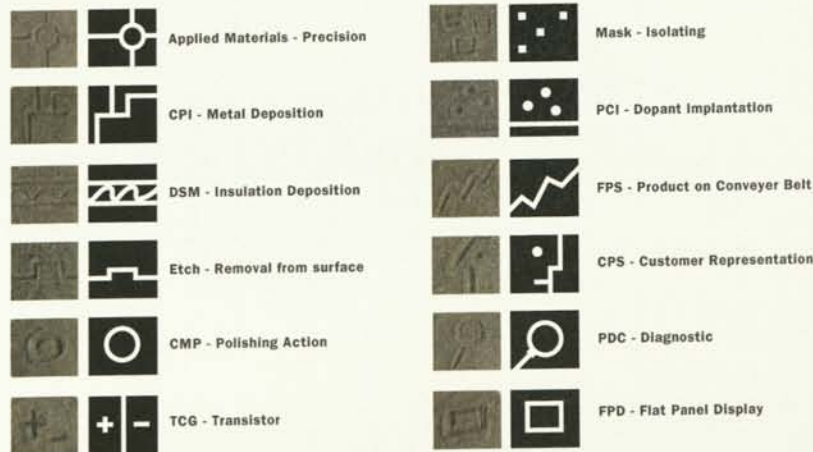 Applied Materials - Precision
CPI - Metal Deposition
DSM - Insulation Deposition
Etch - Removal from surface
CMP - Polishing Action
TCG - Transistor
Mask - Isolating
PCI - Dopant Implantation
FPS - Product on Conveyer Belt
CPS - Customer Representation
PDC - Diagnostic
FPD - Flat Panel Display